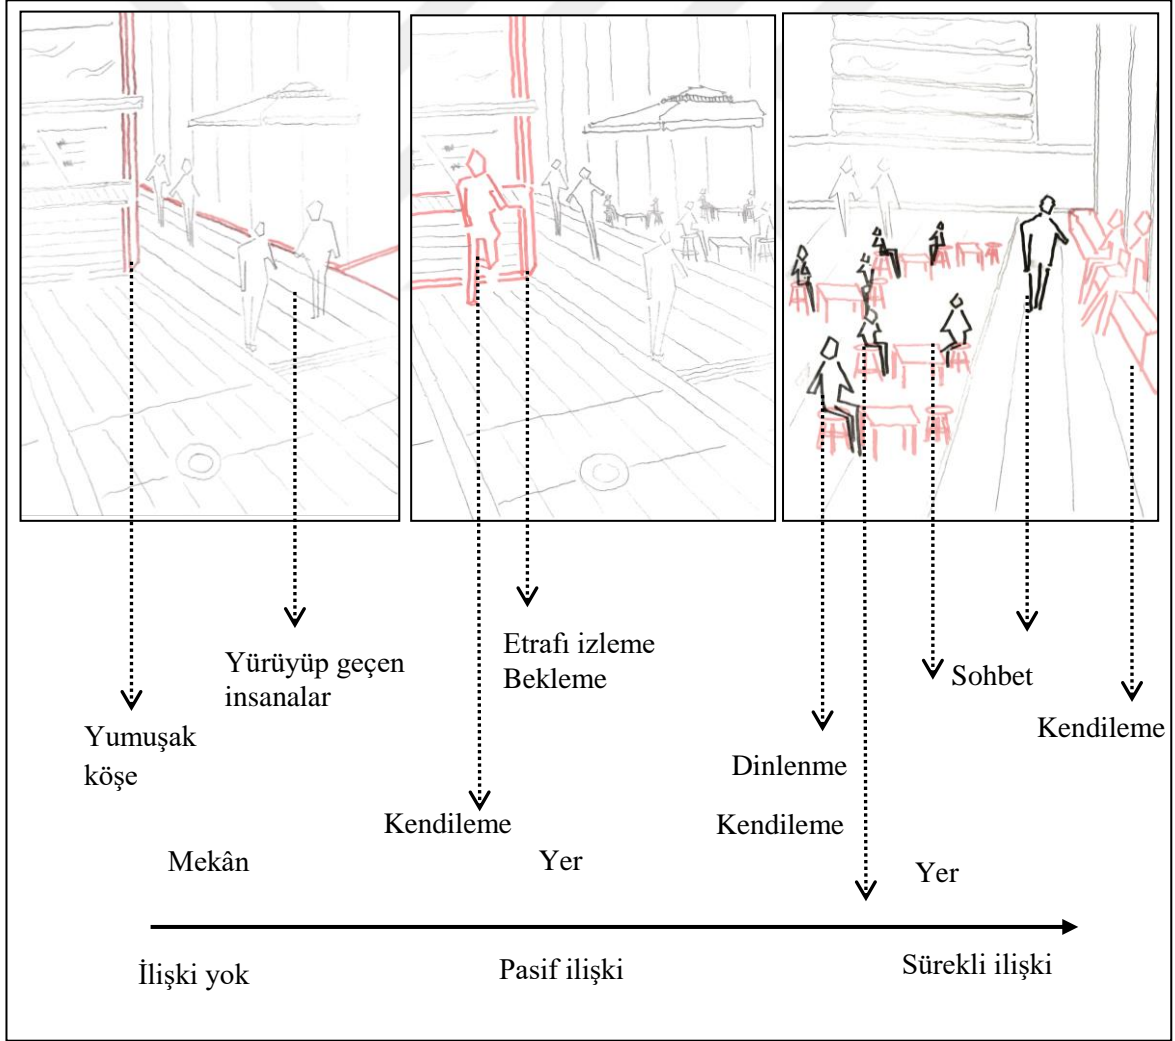 Yürüyüp geçen
insanalar
Yumuşak
köşe
Etrafı izleme
Bekleme
Kendileme
Sohbet
Kendileme
Dinlenme
Kendileme
Mekân
Yer
Yer
İlişki yok
Pasif ilişki
Sürekli ilişki